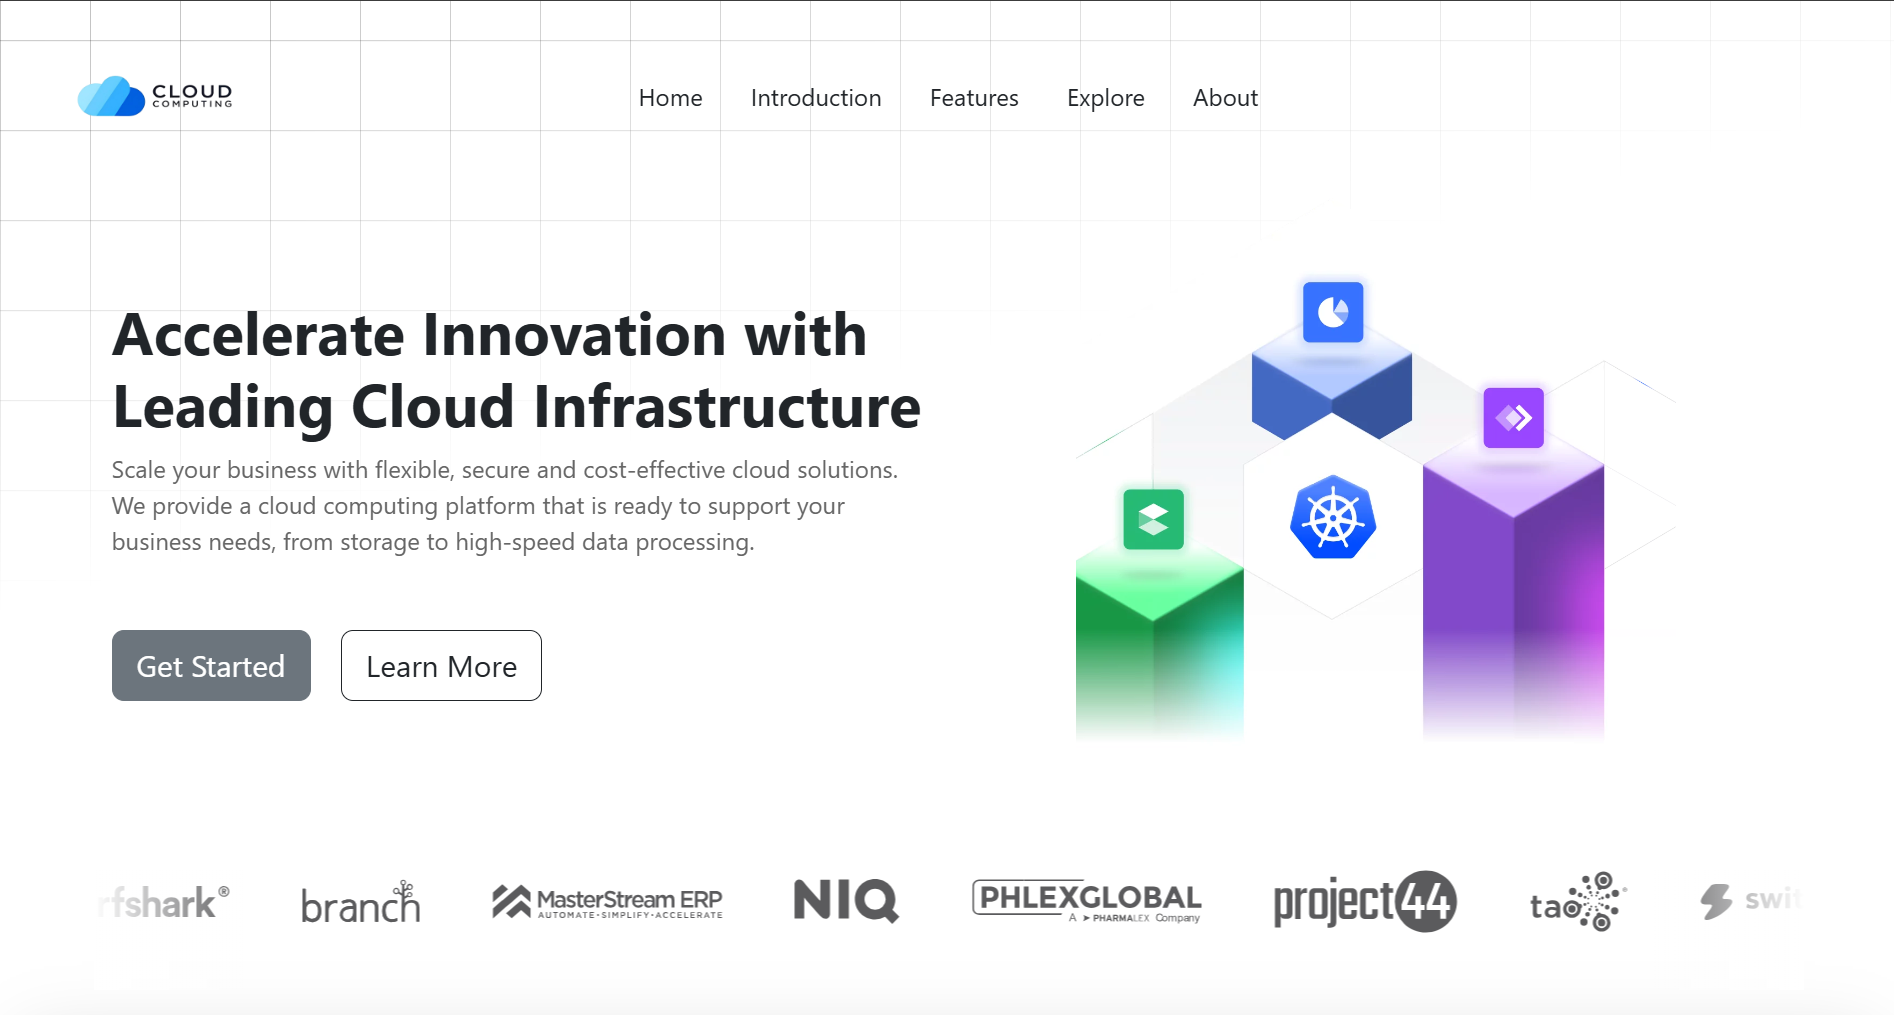 CLOUD
COMPUTING
Home Introduction Features Explore About
Accelerate Innovation with
Leading Cloud Infrastructure
Scale your business with flexible, secure and cost-effective cloud solutions.
We provide a cloud computing platform that is ready to support your
business needs, from storage to high-speed data processing.
Get Started Learn More
rfshark® branch MasterStream ERP NIQ PHLEXGLOBAL project44 tao swit
AUTOMATE•SIMPLIFY•ACCELERATE
A ➤ PHARMALEX Company